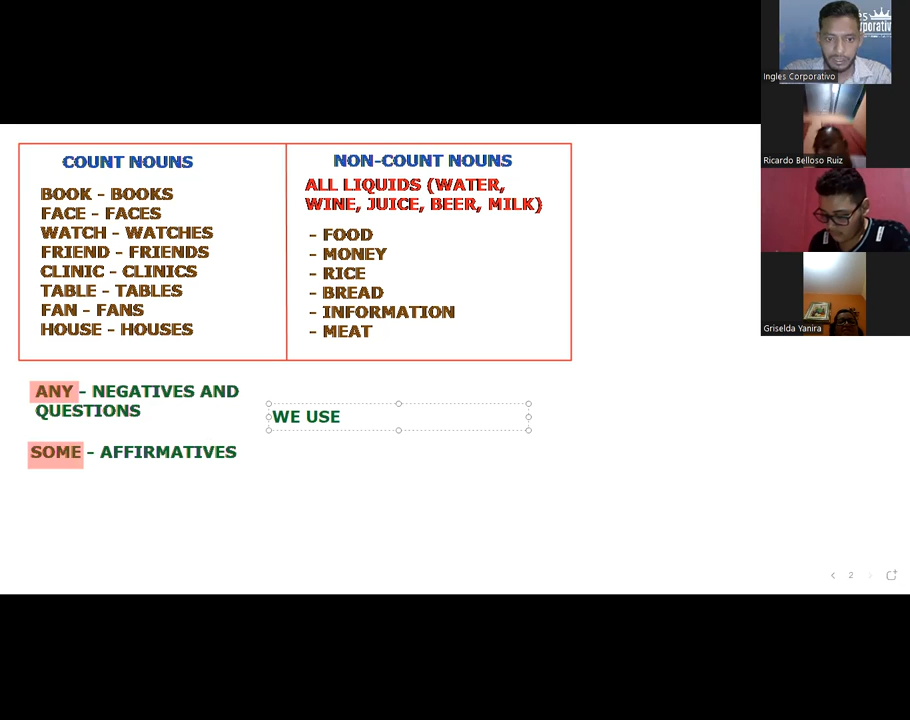 COUNT NOUNS
BOOK - BOOKS
FACE - FACES
WATCH - WATCHES
FRIEND - FRIENDS
CLINIC - CLINICS
TABLE - TABLES
FAN - FANS
HOUSE - HOUSES
NON-COUNT NOUNS
ALL LIQUIDS (WATER,
WINE, JUICE, BEER, MILK)
- FOOD
- MONEY
- RICE
- BREAD
- INFORMATION
- MEAT
ANY - NEGATIVES AND
QUESTIONS
SOME - AFFIRMATIVES
WE USE
2
Ingles Corporativo
Ricardo Belloso Ruiz
Griselda Yanira